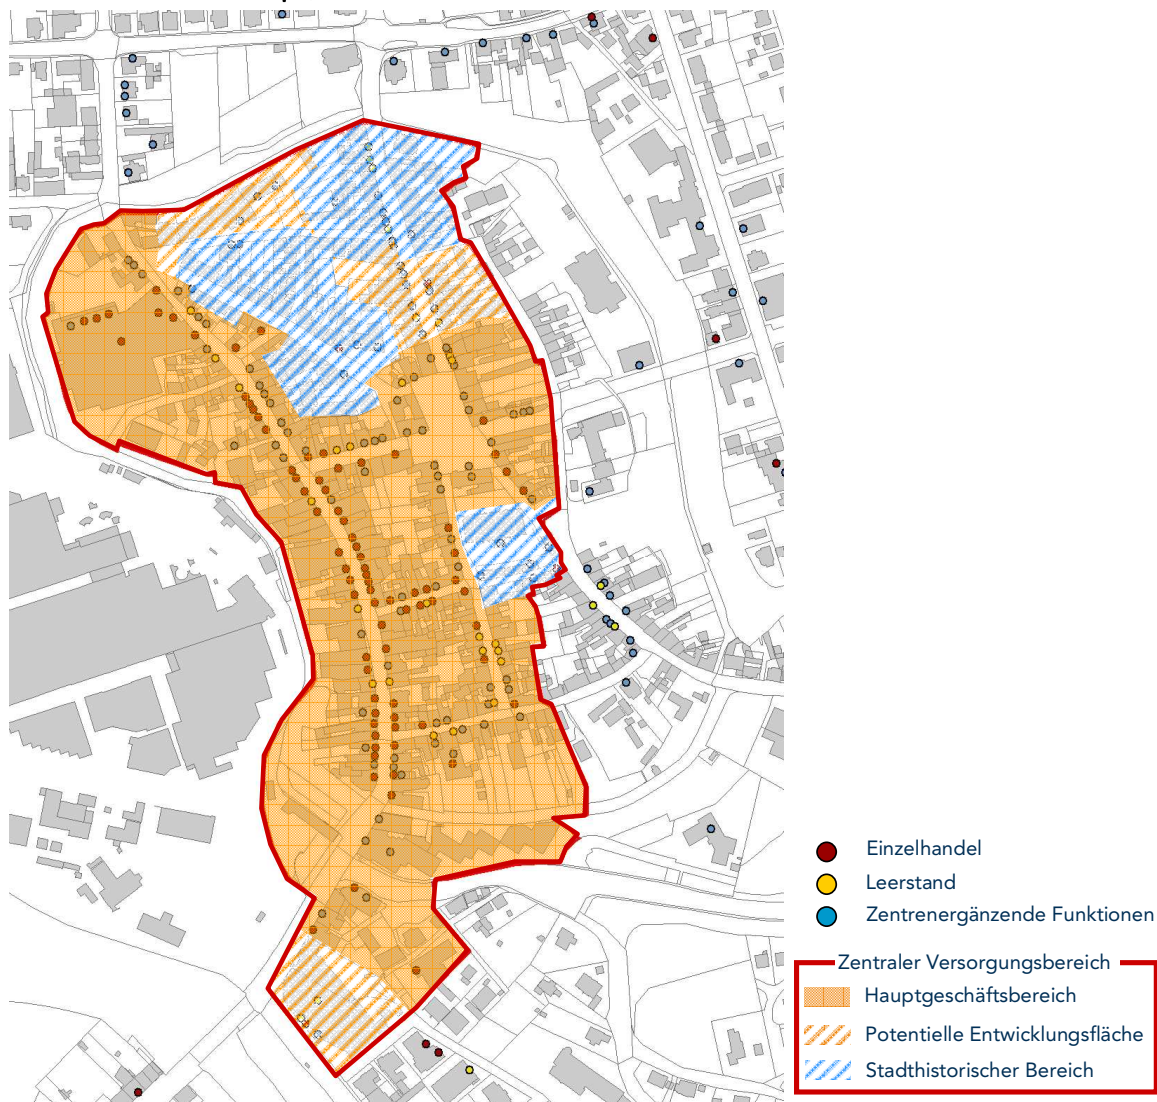 Einzelhandel
Leerstand
Zentrenergänzende Funktionen
Zentraler Versorgungsbereich
Hauptgeschäftsbereich
Potentielle Entwicklungsfläche
Stadthistorischer Bereich